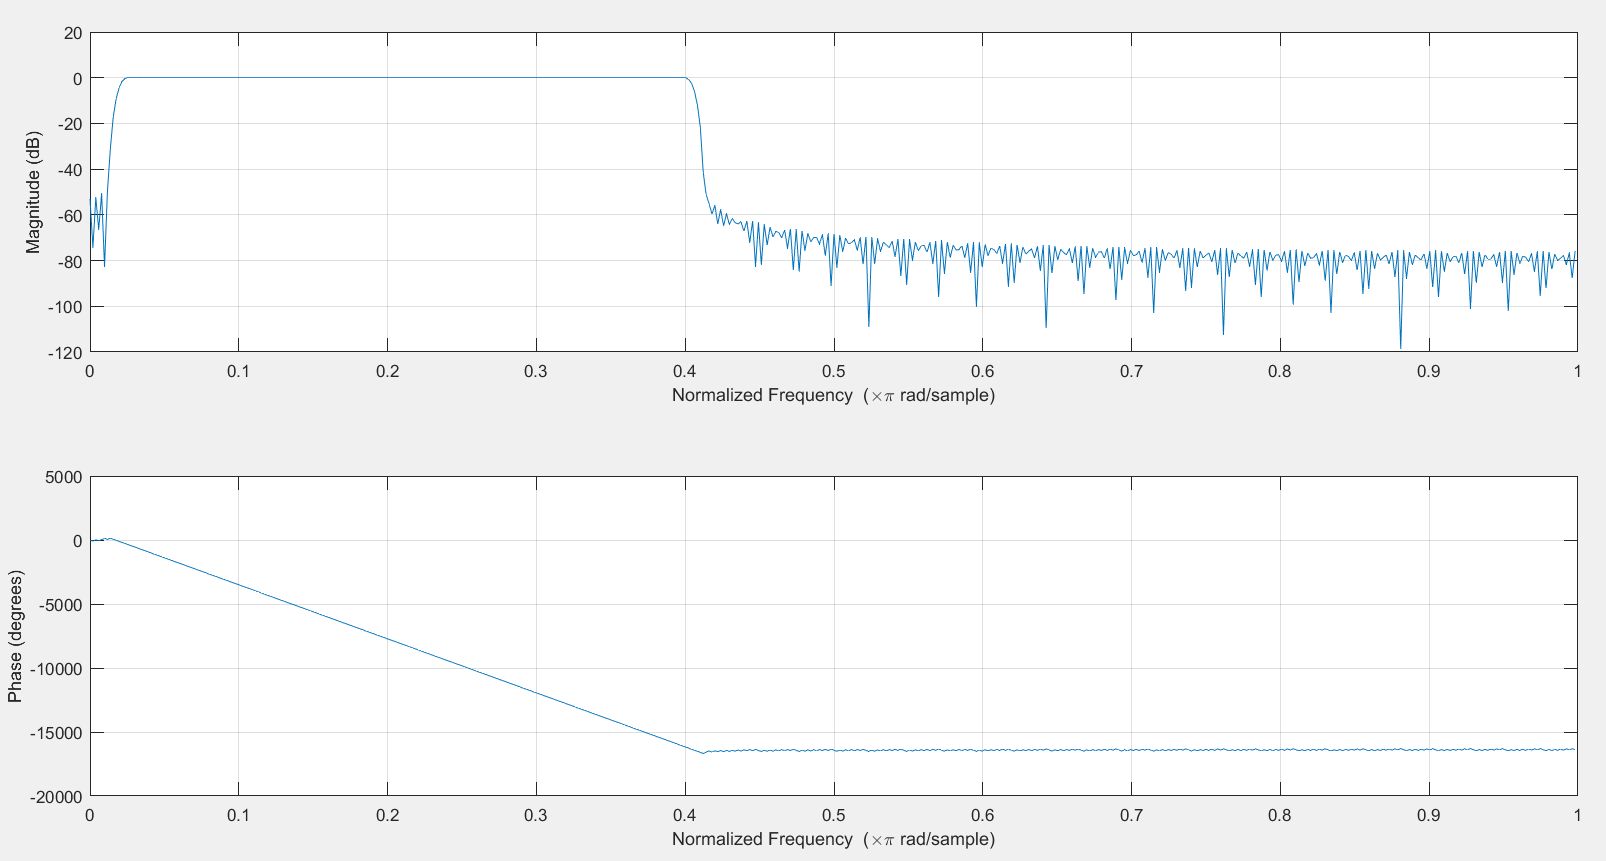 20
0
-20
-40
-60
-80
-100
-120
Magnitude (dB)
0 0.1 0.2 0.3 0.4 0.5 0.6 0.7 0.8 0.9 1
Normalized Frequency (×π rad/sample)
5000
0
-5000
-10000
-15000
-20000
Phase (degrees)
0 0.1 0.2 0.3 0.4 0.5 0.6 0.7 0.8 0.9 1
Normalized Frequency (×π rad/sample)